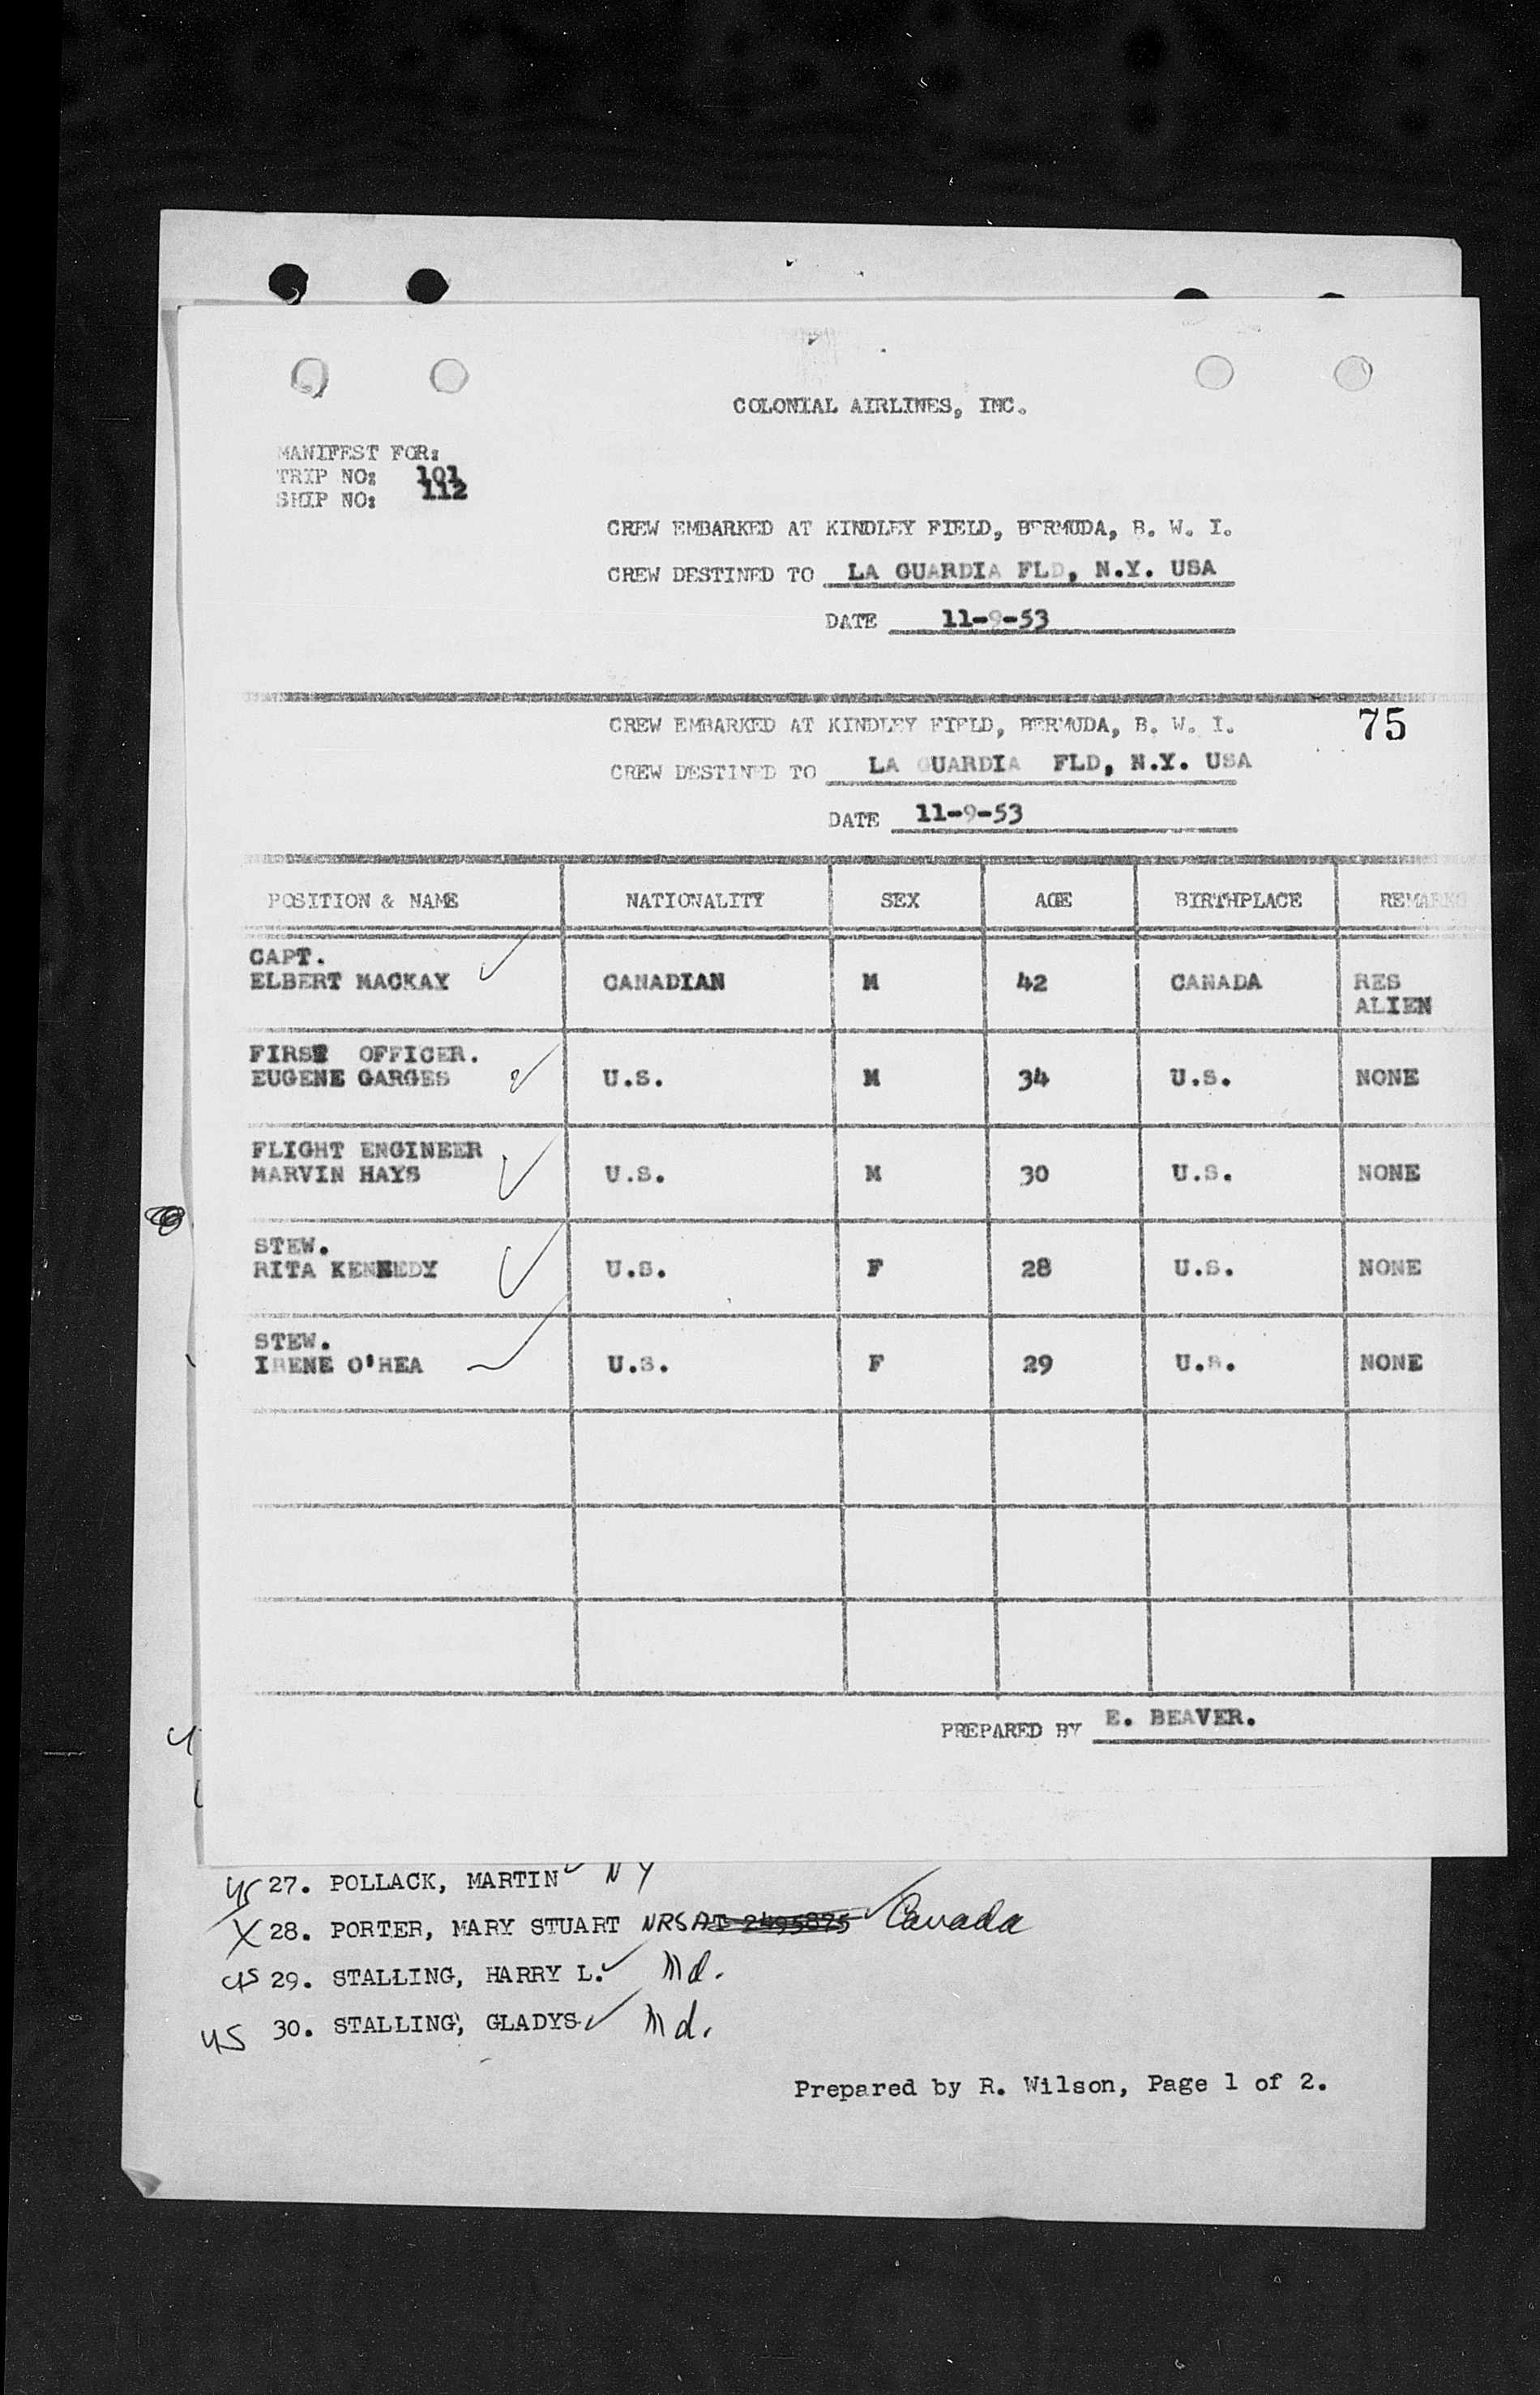 COLONIAL AIRLINES, INC.
MANIFEST FOR:
TRIP NO: 101
SHIP NO: 112
CREW EMBARKED AT KINDLEY FIELD, BERMUDA, B. W. I.
CREW DESTINED TO LA GUARDIA FLD, N.Y. USA
DATE 11-9-53
75
CREW EMBARKED AT KINDLEY FIELD, BERMUDA, B. W. I.
CREW DESTINED TO LA GUARDIA FLD, N.Y. USA
DATE 11-9-53
POSITION & NAME NATIONALITY SEX AGE BIRTHPLACE REMARKS
CAPT.
ELBERT MACKAY CANADIAN M 42 CANADA RES
ALIEN
FIRST OFFICER.
EUGENE GARGES U.S. M 34 U.S. NONE
FLIGHT ENGINEER
MARVIN HAYS U.S. M 30 U.S. NONE
STEW.
RITA KENNEDY U.S. F 28 U.S. NONE
STEW.
IRENE O'HEA U.S. F 29 U.S. NONE
PREPARED BY E. BEAVER.
US 27. POLLACK, MARTIN NY
X 28. PORTER, MARY STUART NRSA Canada
US 29. STALLING, HARRY L. Md.
US 30. STALLING, GLADYS Md.
Prepared by R. Wilson, Page 1 of 2.